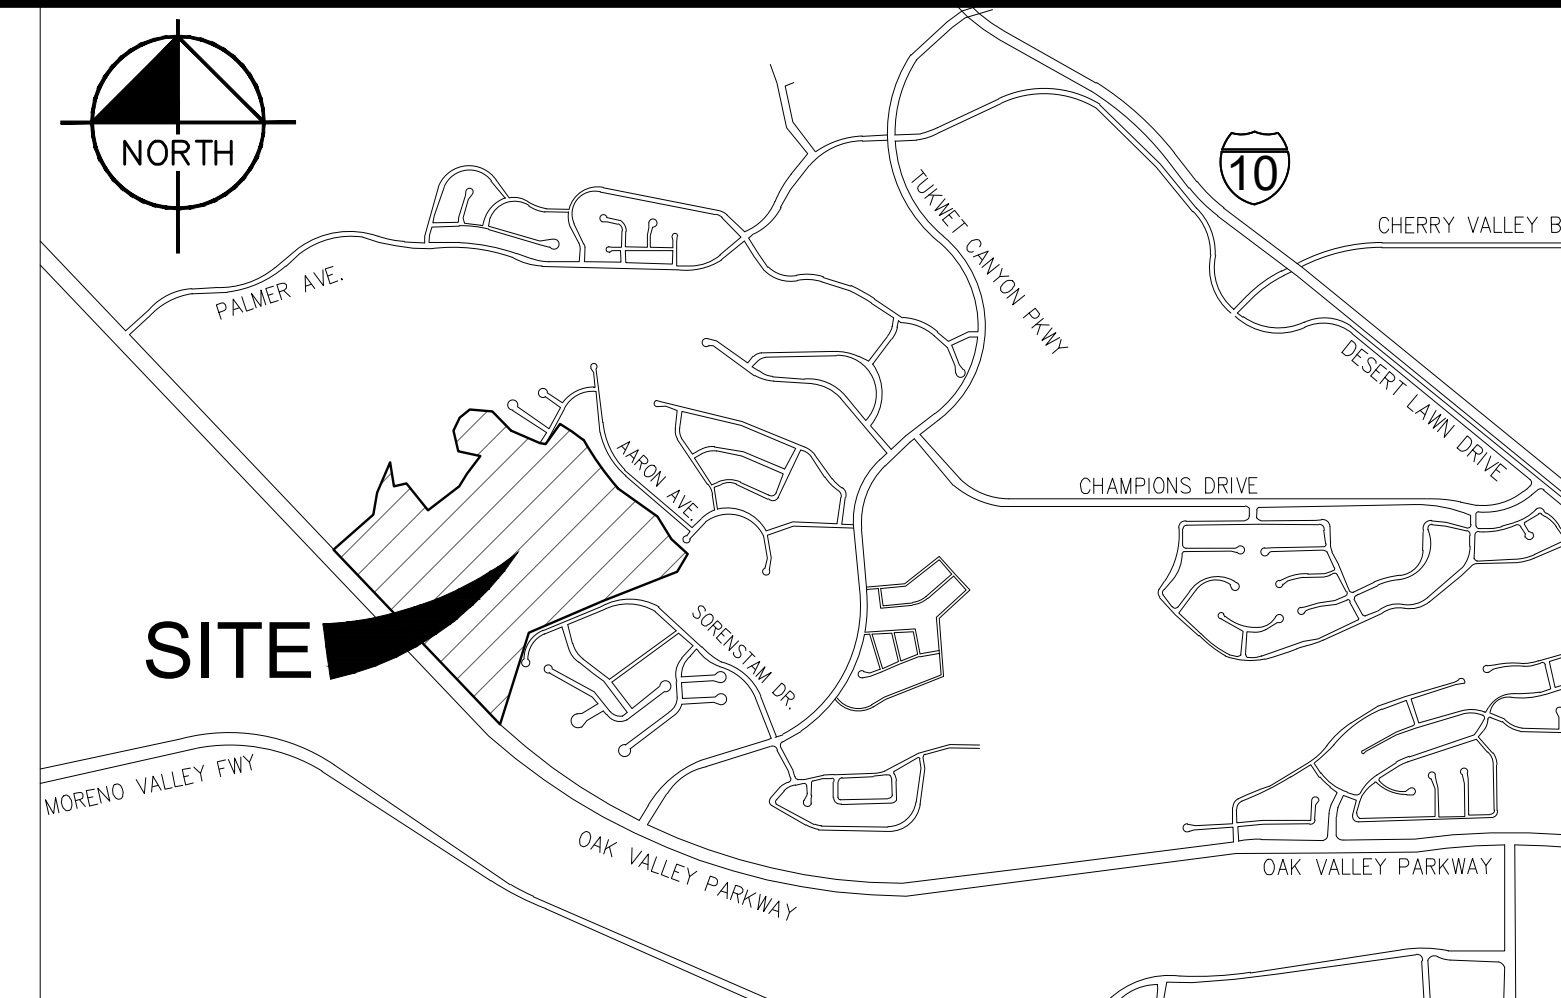 NORTH
10
TUKWET CANYON PKWY
CHERRY VALLEY B
PALMER AVE.
DESERT LAWN DRIVE
AARON AVE.
CHAMPIONS DRIVE
SITE
SORENSTAM DR.
MORENO VALLEY FWY
OAK VALLEY PARKWAY
OAK VALLEY PARKWAY